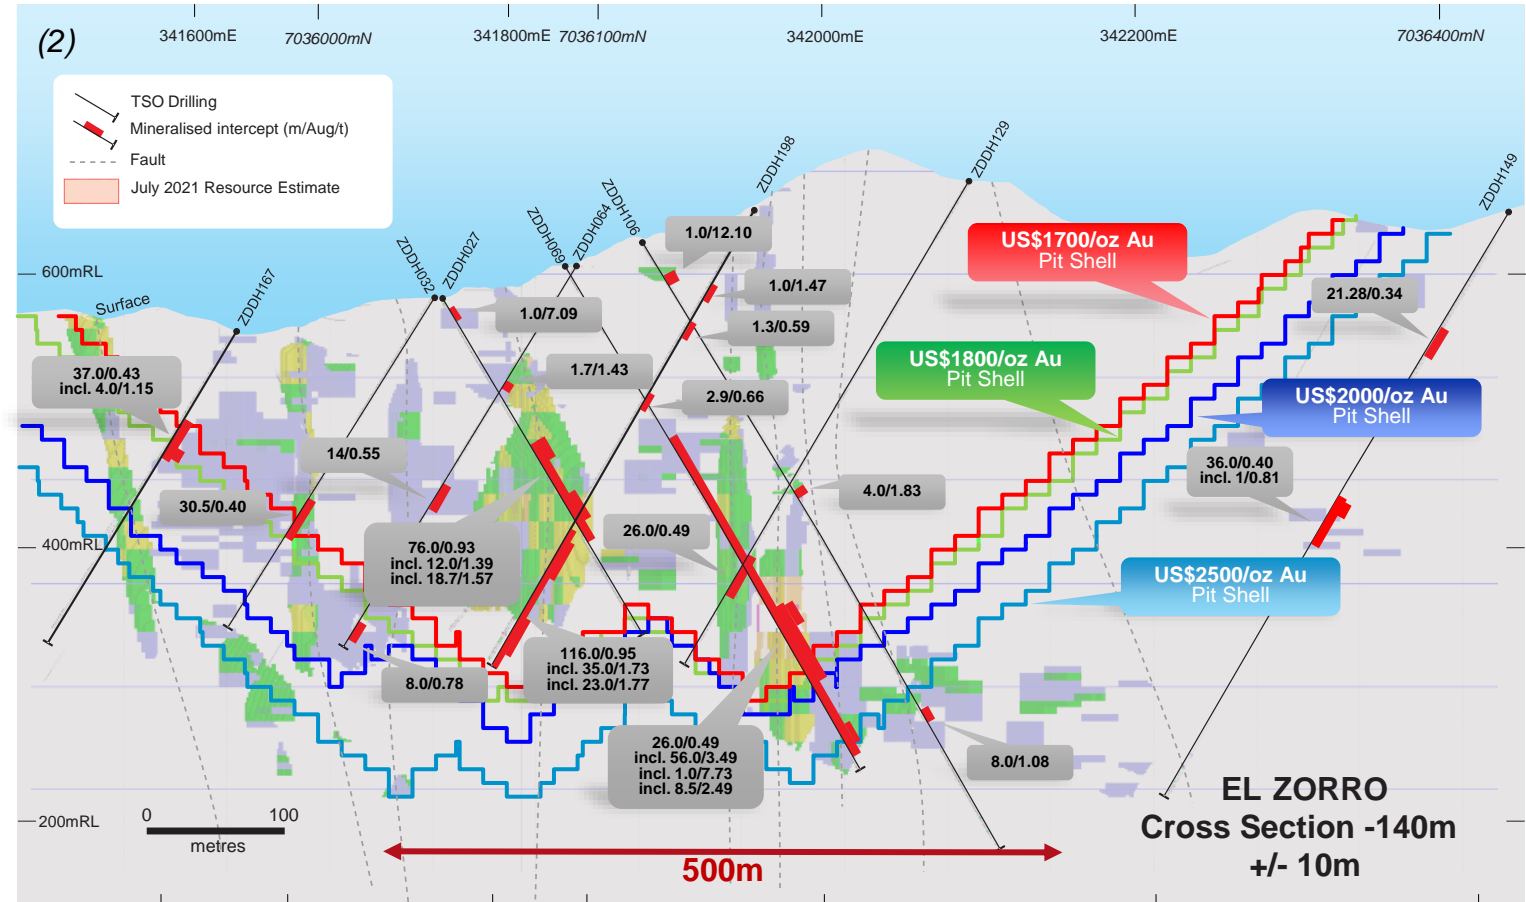 (2)
341600mE
7036000mN
341800mE
7036100mN
342000mE
342200mE
7036400mN
TSO Drilling
Mineralised intercept (m/Aug/t)
Fault
July 2021 Resource Estimate
ZDDH167
ZDDH032
ZDDH027
ZDDH069
ZDDH064
ZDDH106
ZDDH198
ZDDH129
ZDDH149
600mRL
Surface
1.0/12.10
1.0/1.47
1.0/7.09
1.3/0.59
US$1700/oz Au
Pit Shell
21.28/0.34
37.0/0.43
incl. 4.0/1.15
1.7/1.43
2.9/0.66
US$1800/oz Au
Pit Shell
US$2000/oz Au
Pit Shell
14/0.55
36.0/0.40
incl. 1/0.81
4.0/1.83
30.5/0.40
26.0/0.49
400mRL
76.0/0.93
incl. 12.0/1.39
incl. 18.7/1.57
US$2500/oz Au
Pit Shell
116.0/0.95
incl. 35.0/1.73
incl. 23.0/1.77
8.0/0.78
26.0/0.49
incl. 56.0/3.49
incl. 1.0/7.73
incl. 8.5/2.49
8.0/1.08
200mRL
0
100
metres
500m
EL ZORRO
Cross Section -140m
+/- 10m